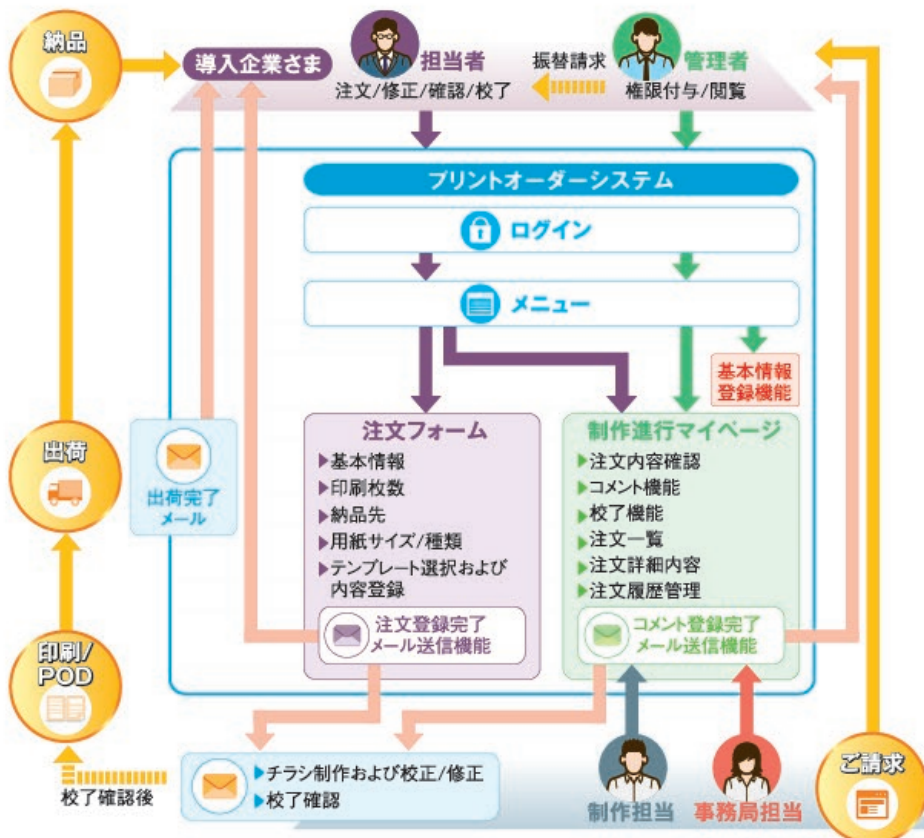 納品
導入企業さま
担当者
注文/修正/確認/校了
振替請求
管理者
権限付与/閲覧
プリントオーダーシステム
ログイン
メニュー
基本情報
登録機能
注文フォーム
基本情報
印刷枚数
納品先
用紙サイズ/種類
テンプレート選択および
内容登録
注文登録完了
メール送信機能
制作進行マイページ
注文内容確認
コメント機能
校了機能
注文一覧
注文詳細内容
注文履歴管理
コメント登録完了
メール送信機能
出荷
出荷完了
メール
印刷/
POD
校了確認後
チラシ制作および校正/修正
校了確認
制作担当
事務局担当
ご請求